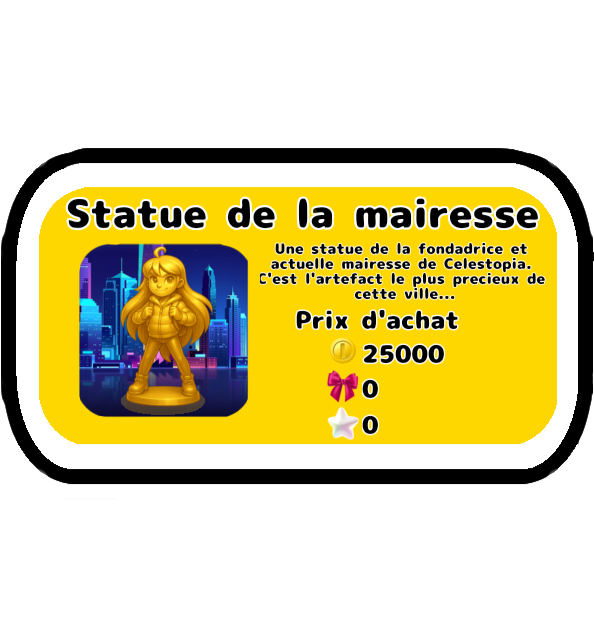 Statue de la mairesse
Une statue de la fondadrice et
actuelle mairesse de Celestopia.
C'est l'artefact le plus precieux de
cette ville...
Prix d'achat
25000
0
0